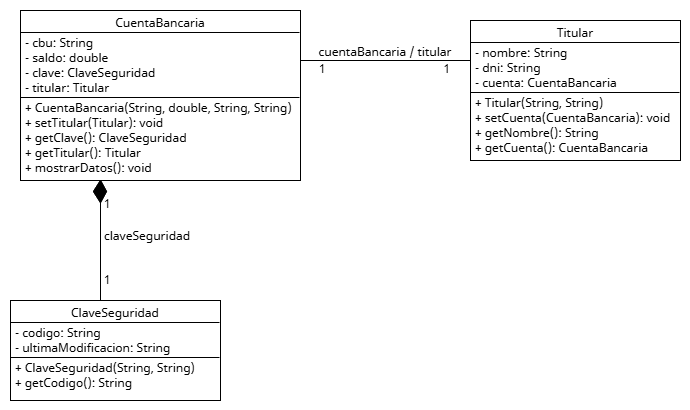 CuentaBancaria
- cbu: String
- saldo: double
- clave: ClaveSeguridad
- titular: Titular
+ CuentaBancaria(String, double, String, String)
+ setTitular(Titular): void
+ getClave(): ClaveSeguridad
+ getTitular(): Titular
+ mostrarDatos(): void
cuentaBancaria / titular
1
1
Titular
- nombre: String
- dni: String
- cuenta: CuentaBancaria
+ Titular(String, String)
+ setCuenta(CuentaBancaria): void
+ getNombre(): String
+ getCuenta(): CuentaBancaria
1
claveSeguridad
1
ClaveSeguridad
- codigo: String
- ultimaModificacion: String
+ ClaveSeguridad(String, String)
+ getCodigo(): String